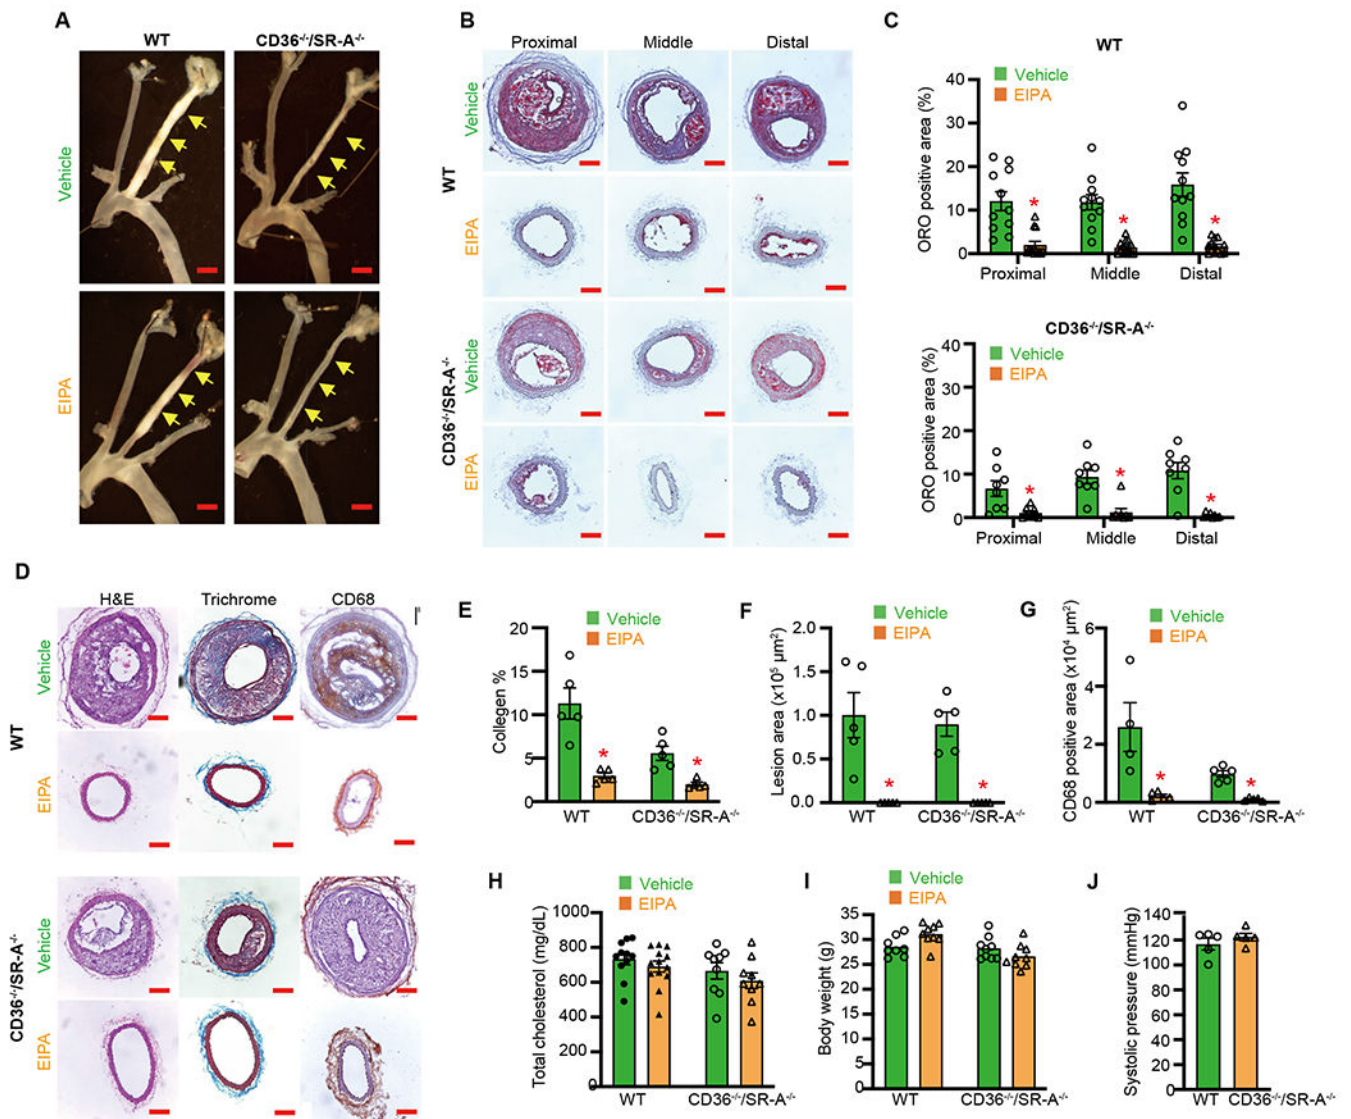 A
WT
CD36-/-/SR-A-/-
Vehicle
EIPA
B
Proximal
Middle
Distal
WT
Vehicle
EIPA
CD36-/-/SR-A-/-
Vehicle
EIPA
C
WT
Vehicle
EIPA
ORO positive area (%)
40
30
20
10
0
*
*
*
Proximal
Middle
Distal
CD36-/-/SR-A-/-
Vehicle
EIPA
ORO positive area (%)
40
30
20
10
0
*
*
*
Proximal
Middle
Distal
D
H&E
Trichrome
CD68
WT
Vehicle
EIPA
CD36-/-/SR-A-/-
Vehicle
EIPA
E
Vehicle
EIPA
Collagen %
20
15
10
5
0
*
*
WT
CD36-/-/SR-A-/-
F
Vehicle
EIPA
Lesion area (x10⁵ µm²)
2.0
1.5
1.0
0.5
0.0
*
*
WT
CD36-/-/SR-A-/-
G
Vehicle
EIPA
CD68 positive area (x10⁴ µm²)
6
4
2
0
*
*
WT
CD36-/-/SR-A-/-
H
Vehicle
EIPA
Total cholesterol (mg/dL)
1000
800
600
400
200
0
WT
CD36-/-/SR-A-/-
I
Vehicle
EIPA
Body weight (g)
35
30
25
20
15
10
5
0
WT
CD36-/-/SR-A-/-
J
Systolic pressure (mmHg)
140
120
100
80
60
40
20
0
WT
CD36-/-/SR-A-/-